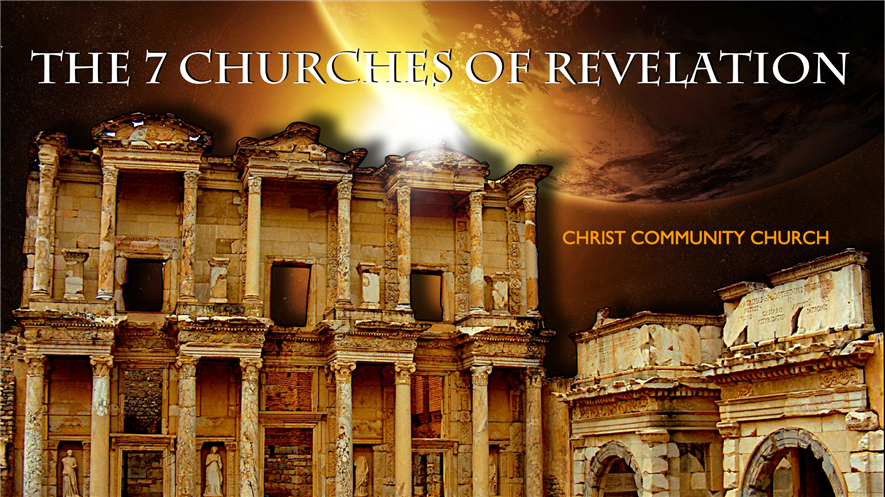 THE 7 CHURCHES OF REVELATION
CHRIST COMMUNITY CHURCH